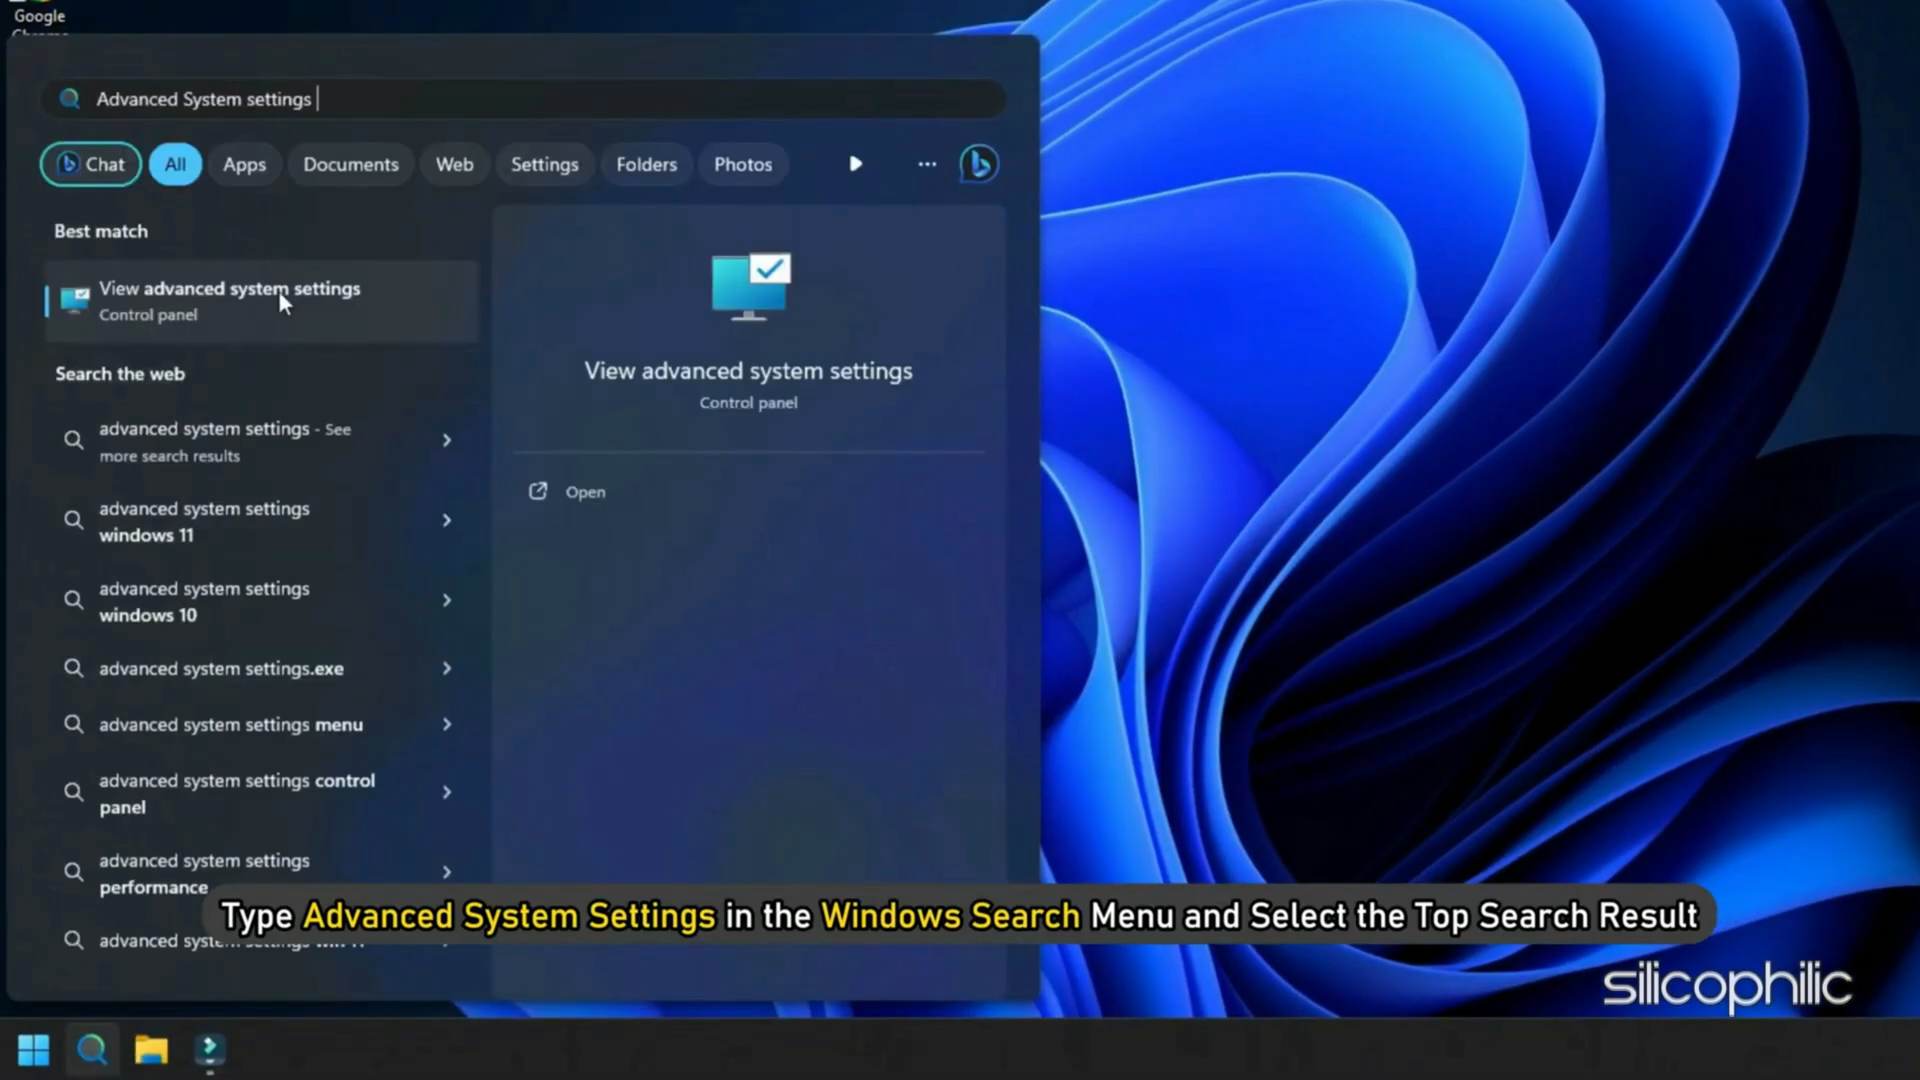 Google
Advanced System settings
Chat
All
Apps
Documents
Web
Settings
Folders
Photos
Best match
View advanced system settings
Control panel
Search the web
advanced system settings - See
more search results
advanced system settings
windows 11
advanced system settings
windows 10
advanced system settings.exe
advanced system settings menu
advanced system settings control
panel
advanced system settings
performance
advanced
View advanced system settings
Control panel
Open
Type Advanced System Settings in the Windows Search Menu and Select the Top Search Result
silicophilic